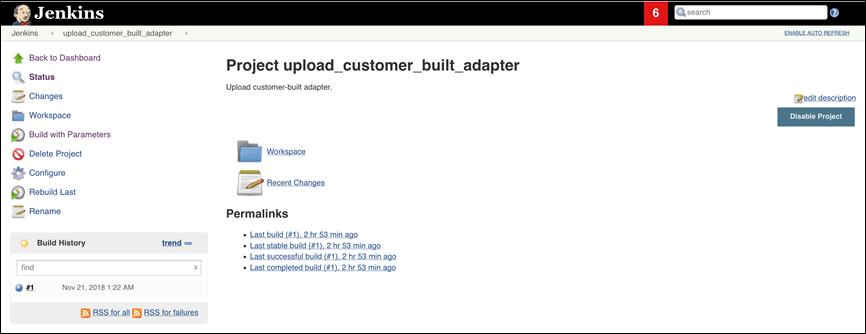 Jenkins
6
search
Jenkins
upload_customer_built_adapter
ENABLE AUTO REFRESH
Back to Dashboard
Status
Changes
Workspace
Build with Parameters
Delete Project
Configure
Rebuild Last
Rename
Build History
trend
find
x
#1
Nov 21, 2018 1:22 AM
RSS for all
RSS for failures
Project upload_customer_built_adapter
Upload customer-built adapter.
edit description
Disable Project
Workspace
Recent Changes
Permalinks
Last build (#1), 2 hr 53 min ago
Last stable build (#1), 2 hr 53 min ago
Last successful build (#1), 2 hr 53 min ago
Last completed build (#1), 2 hr 53 min ago